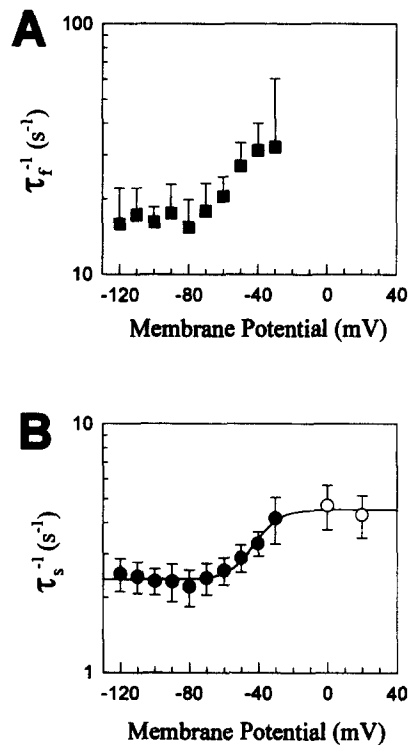 A
100
10
τf-1 (s-1)
-120 -80 -40 0 40
Membrane Potential (mV)
B
10
1
τs-1 (s-1)
-120 -80 -40 0 40
Membrane Potential (mV)